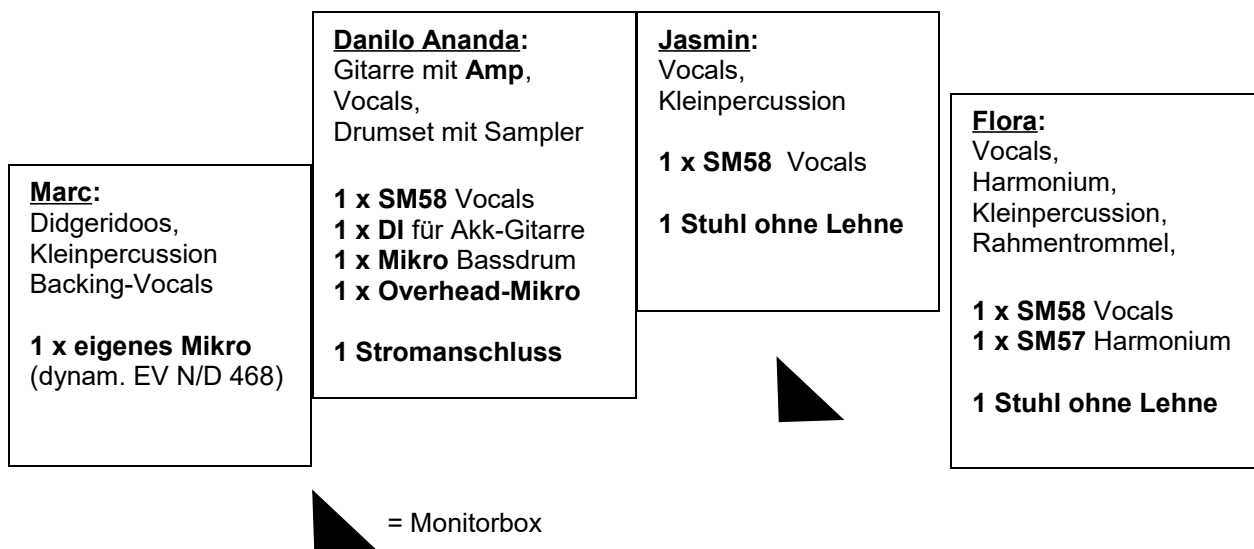 Marc:
Didgeridoos,
Kleinpercussion
Backing-Vocals
1 x eigenes Mikro
(dynam. EV N/D 468)
Danilo Ananda:
Gitarre mit Amp,
Vocals,
Drumset mit Sampler
1 x SM58 Vocals
1 x DI für Akk-Gitarre
1 x Mikro Bassdrum
1 x Overhead-Mikro
1 Stromanschluss
Jasmin:
Vocals,
Kleinpercussion
1 x SM58 Vocals
1 Stuhl ohne Lehne
Flora:
Vocals,
Harmonium,
Kleinpercussion,
Rahmentrommel,
1 x SM58 Vocals
1 x SM57 Harmonium
1 Stuhl ohne Lehne
= Monitorbox